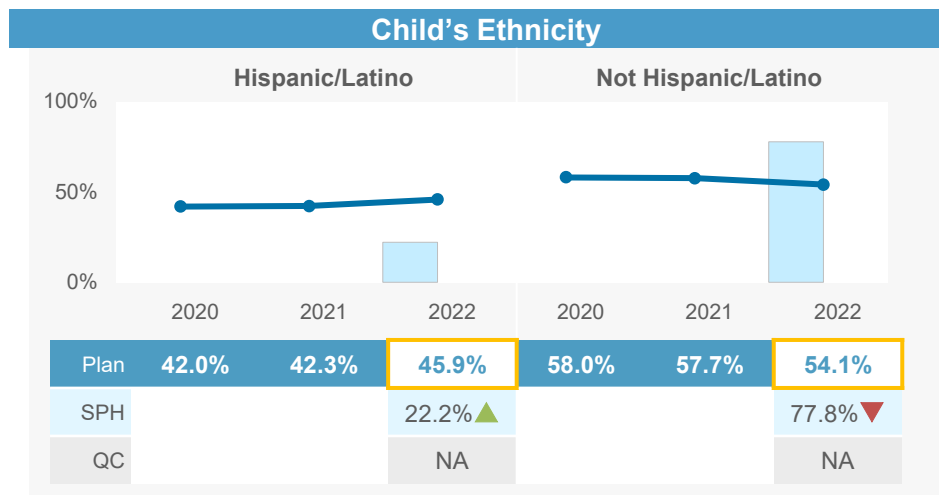 Child’s Ethnicity
Hispanic/Latino Not Hispanic/Latino
100%
50%
0%
2020 2021 2022 2020 2021 2022
Plan 42.0% 42.3% 45.9% 58.0% 57.7% 54.1%
SPH 22.2% 77.8%
QC NA NA